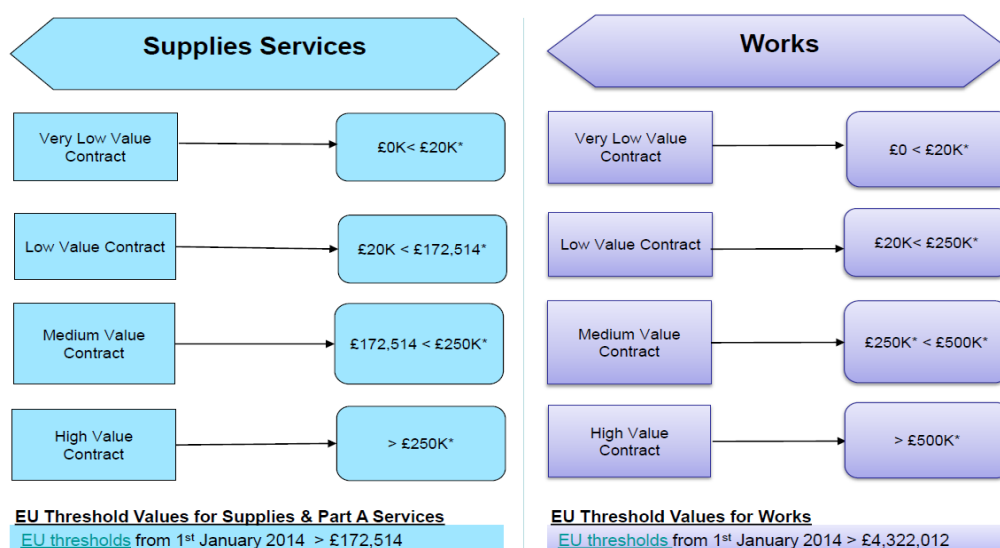 Supplies Services
Very Low Value
Contract
£0K< £20K*
Low Value Contract
£20K < £172,514*
Medium Value
Contract
£172,514 < £250K*
High Value
Contract
> £250K*
EU Threshold Values for Supplies & Part A Services
EU thresholds from 1st January 2014 > £172,514
Works
Very Low Value
Contract
£0 < £20K*
Low Value Contract
£20K< £250K*
Medium Value
Contract
£250K* < £500K*
High Value
Contract
> £500K*
EU Threshold Values for Works
EU thresholds from 1st January 2014 > £4,322,012